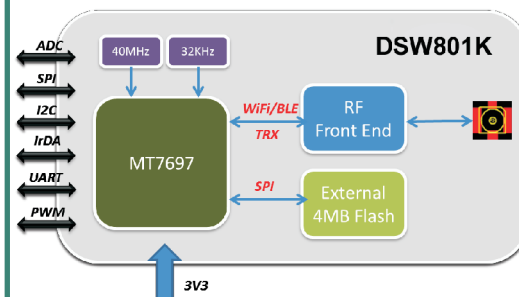 DSW801K
40MHz
32KHz
ADC
SPI
I2C
IrDA
UART
PWM
MT7697
WiFi/BLE
TRX
RF
Front End
SPI
External
4MB Flash
3V3